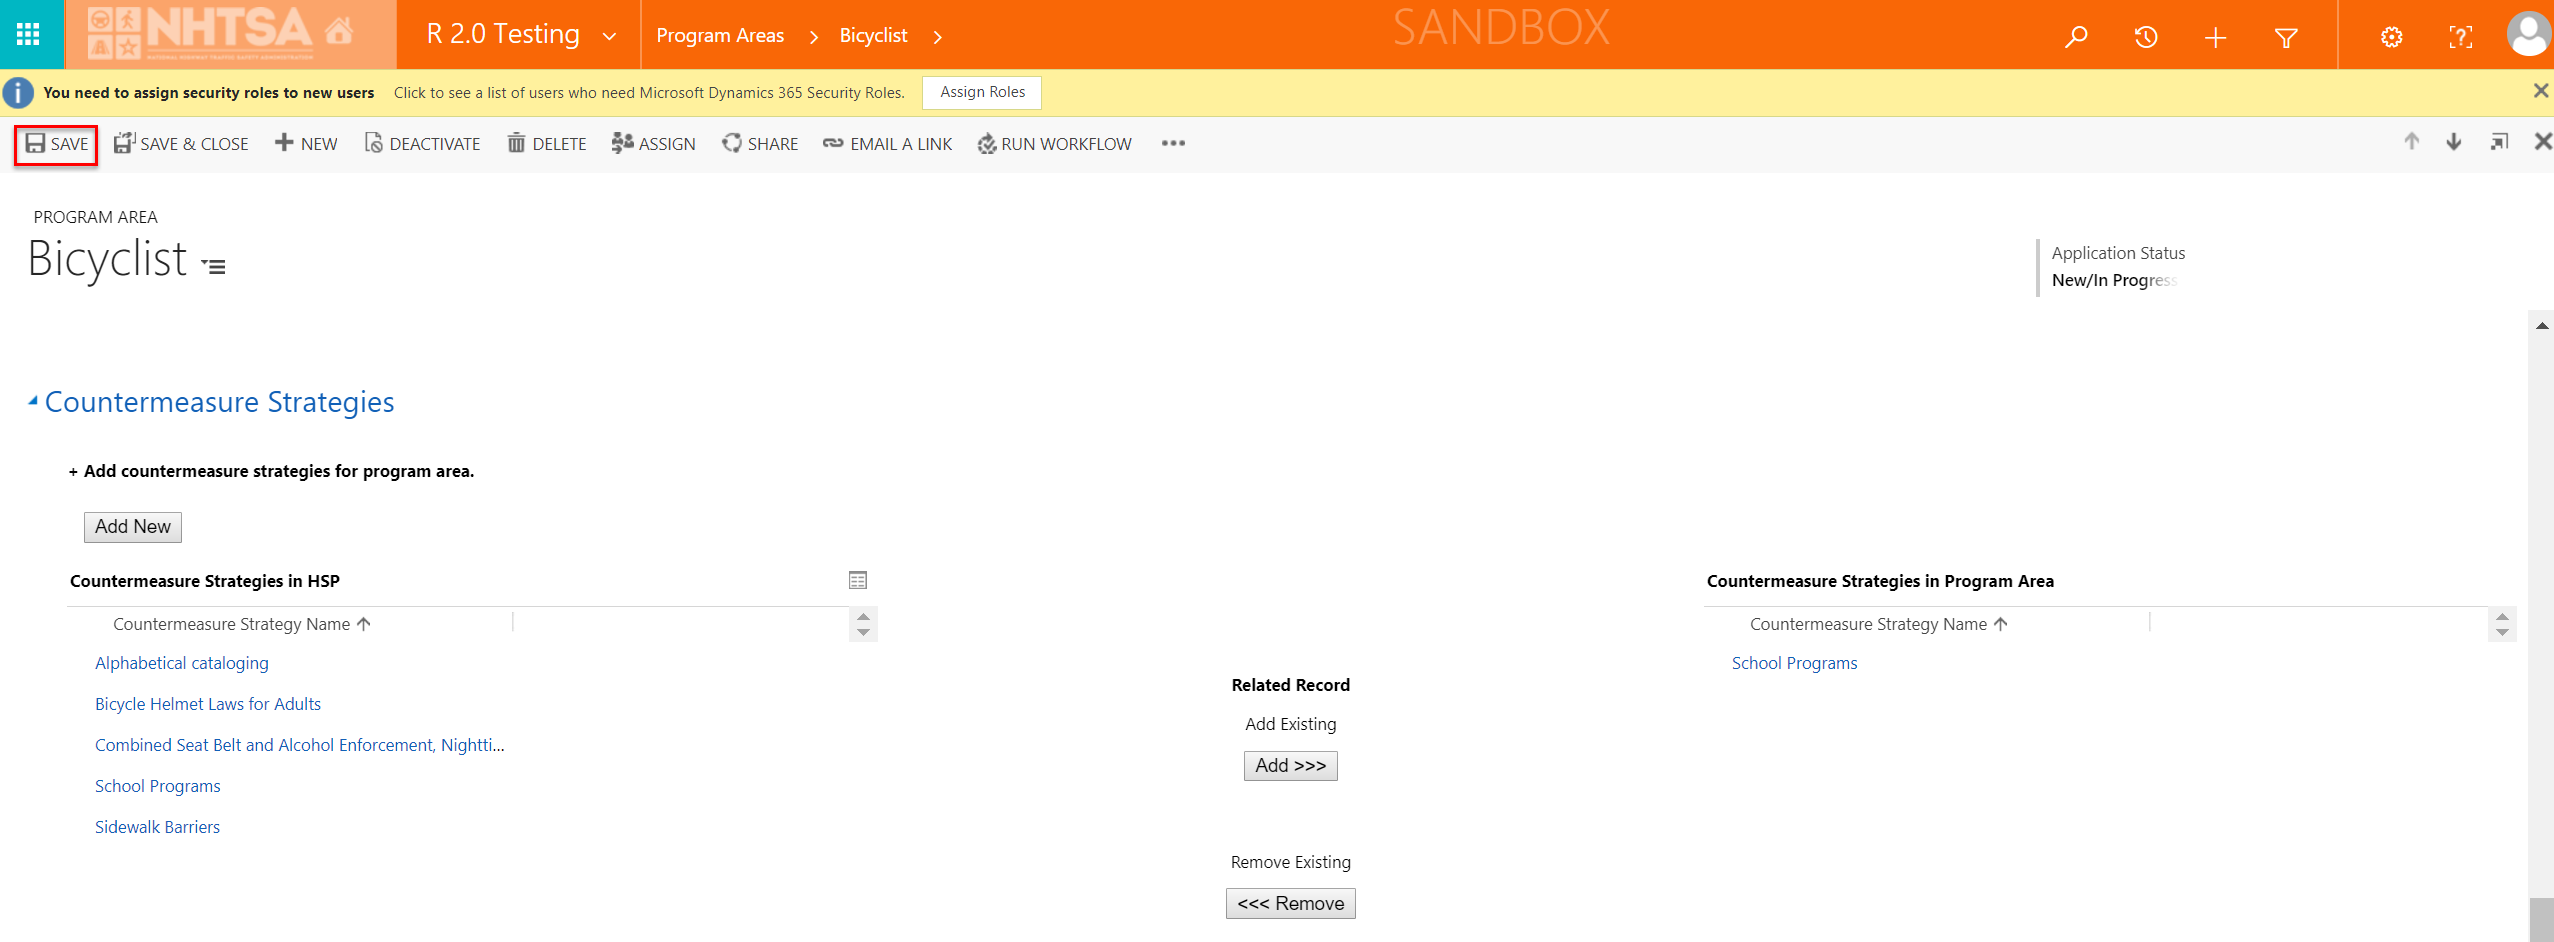 NHTSA
NATIONAL HIGHWAY TRAFFIC SAFETY ADMINISTRATION
R 2.0 Testing
Program Areas > Bicyclist >
SANDBOX
You need to assign security roles to new users Click to see a list of users who need Microsoft Dynamics 365 Security Roles. Assign Roles
SAVE SAVE & CLOSE NEW DEACTIVATE DELETE ASSIGN SHARE EMAIL A LINK RUN WORKFLOW •••
PROGRAM AREA
Bicyclist
Application Status
New/In Progress
Countermeasure Strategies
+ Add countermeasure strategies for program area.
Add New
Countermeasure Strategies in HSP
Countermeasure Strategy Name
Alphabetical cataloging
Bicycle Helmet Laws for Adults
Combined Seat Belt and Alcohol Enforcement, Nightti...
School Programs
Sidewalk Barriers
Related Record
Add Existing
Add >>>
Remove Existing
<<< Remove
Countermeasure Strategies in Program Area
Countermeasure Strategy Name
School Programs